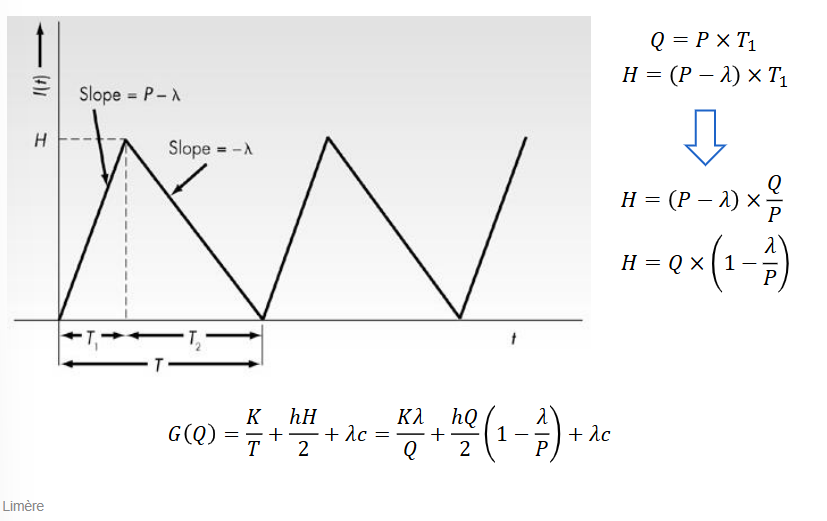 I(t)
Slope = P − λ
H
Slope = −λ
T₁
T₂
T
t
Q = P × T₁
H = (P − λ) × T₁
H = (P − λ) × Q/P
H = Q × (1 − λ/P)
G(Q) = K/T + hH/2 + λc = Kλ/Q + hQ/2 (1 − λ/P) + λc
Limère